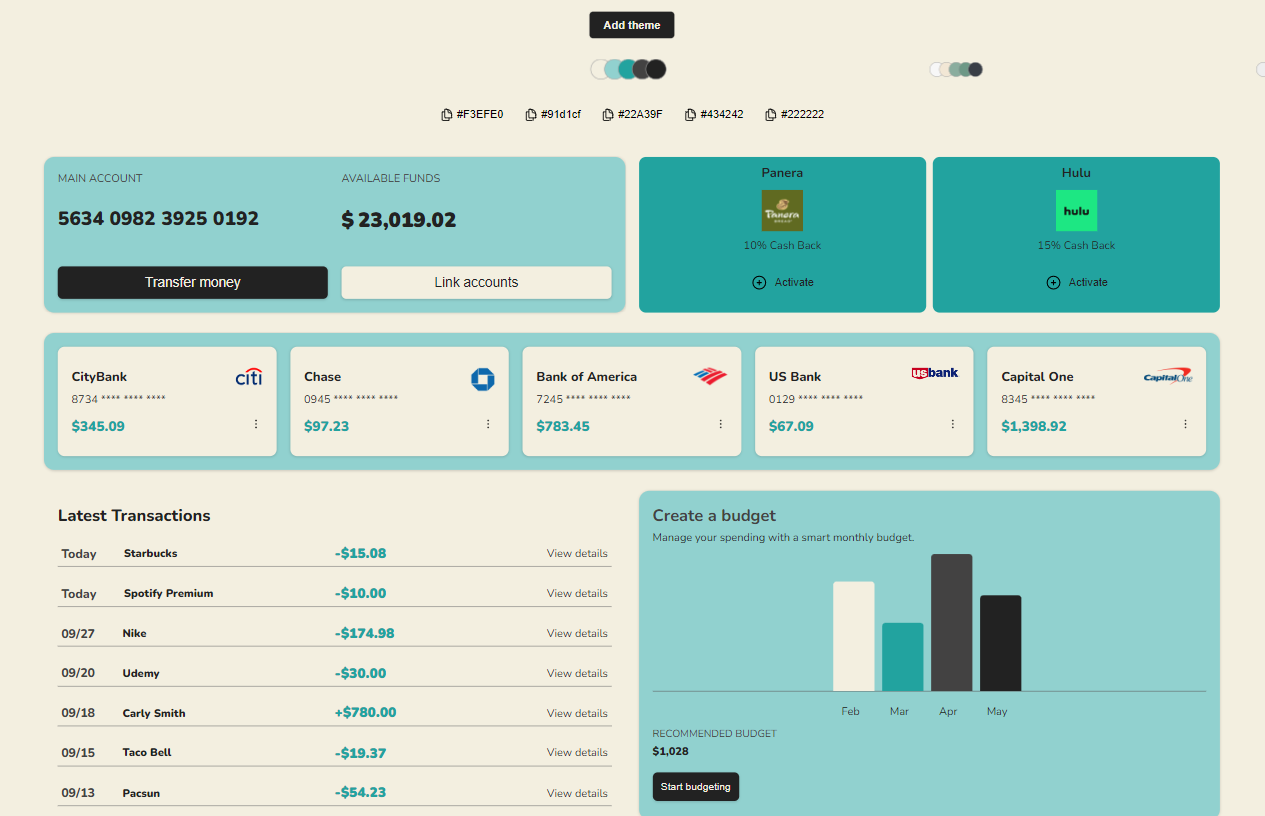 Add theme
#F3EFE0 #91d1cf #22A39F #434242 #222222
MAIN ACCOUNT AVAILABLE FUNDS
5634 0982 3925 0192 $ 23,019.02
Transfer money Link accounts
Panera
Panera
BREAD
10% Cash Back
Activate
Hulu
hulu
15% Cash Back
Activate
CityBank citi
8734 **** **** ****
$345.09
Chase
0945 **** **** ****
$97.23
Bank of America
7245 **** **** ****
$783.45
US Bank usbank
0129 **** **** ****
$67.09
Capital One CapitalOne
8345 **** **** ****
$1,398.92
Latest Transactions
Today Starbucks -$15.08 View details
Today Spotify Premium -$10.00 View details
09/27 Nike -$174.98 View details
09/20 Udemy -$30.00 View details
09/18 Carly Smith +$780.00 View details
09/15 Taco Bell -$19.37 View details
09/13 Pacsun -$54.23 View details
Create a budget
Manage your spending with a smart monthly budget.
Feb Mar Apr May
RECOMMENDED BUDGET
$1,028
Start budgeting